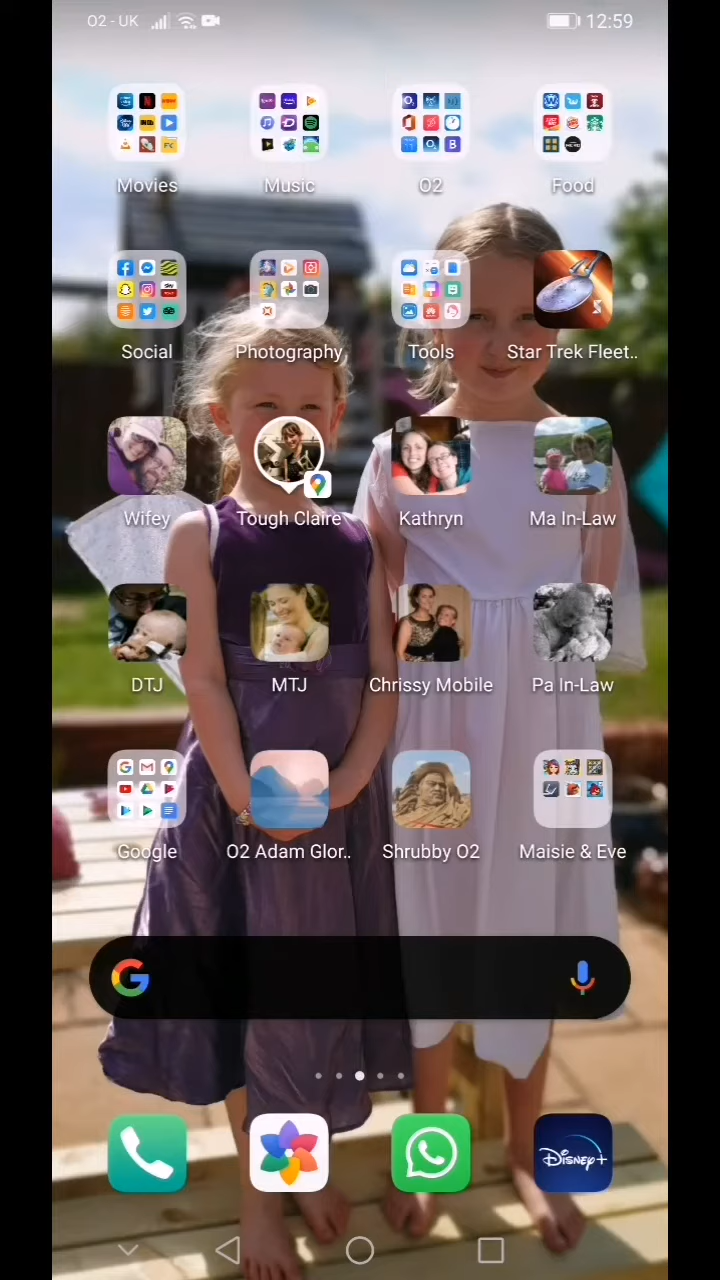 O2 - UK 12:59
Movies Music O2 Food
Social Photography Tools Star Trek Fleet..
Wifey Tough Claire Kathryn Ma In-Law
DTJ MTJ Chrissy Mobile Pa In-Law
Google O2 Adam Glor.. Shrubby O2 Maisie & Eve
Disney+